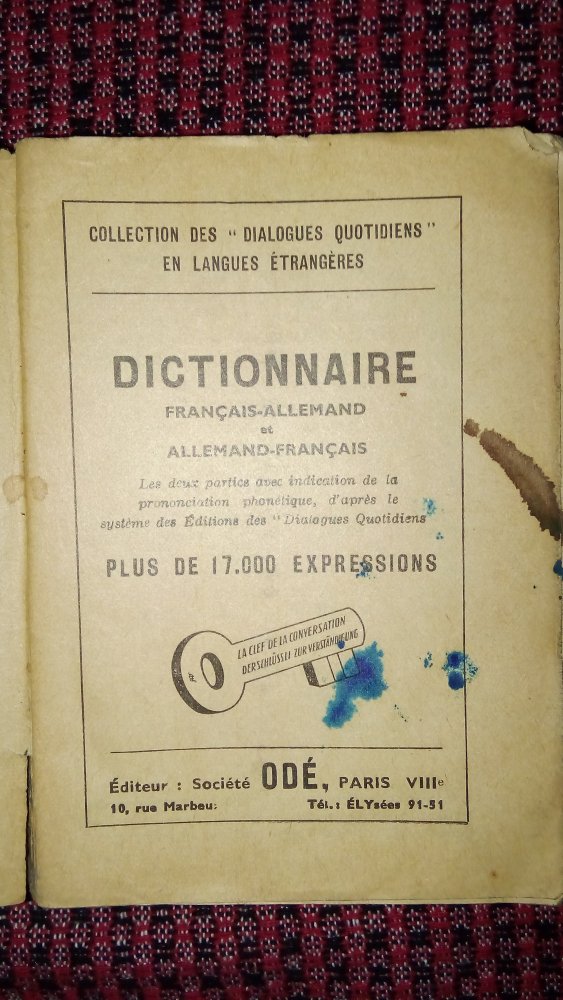 COLLECTION DES "DIALOGUES QUOTIDIENS"
EN LANGUES ÉTRANGÈRES
DICTIONNAIRE
FRANÇAIS-ALLEMAND
et
ALLEMAND-FRANÇAIS
Les deux parties avec indication de la
prononciation phonétique, d'après le
système des Éditions des "Dialogues Quotidiens
PLUS DE 17.000 EXPRESSIONS
LA CLEF DE LA CONVERSATION
DER SCHLÜSSEL ZUR VERSTÄNDIGUNG
Éditeur : Société ODÉ, PARIS VIIIe
10, rue Marbeu: Tél.: ÉLYsées 91-51